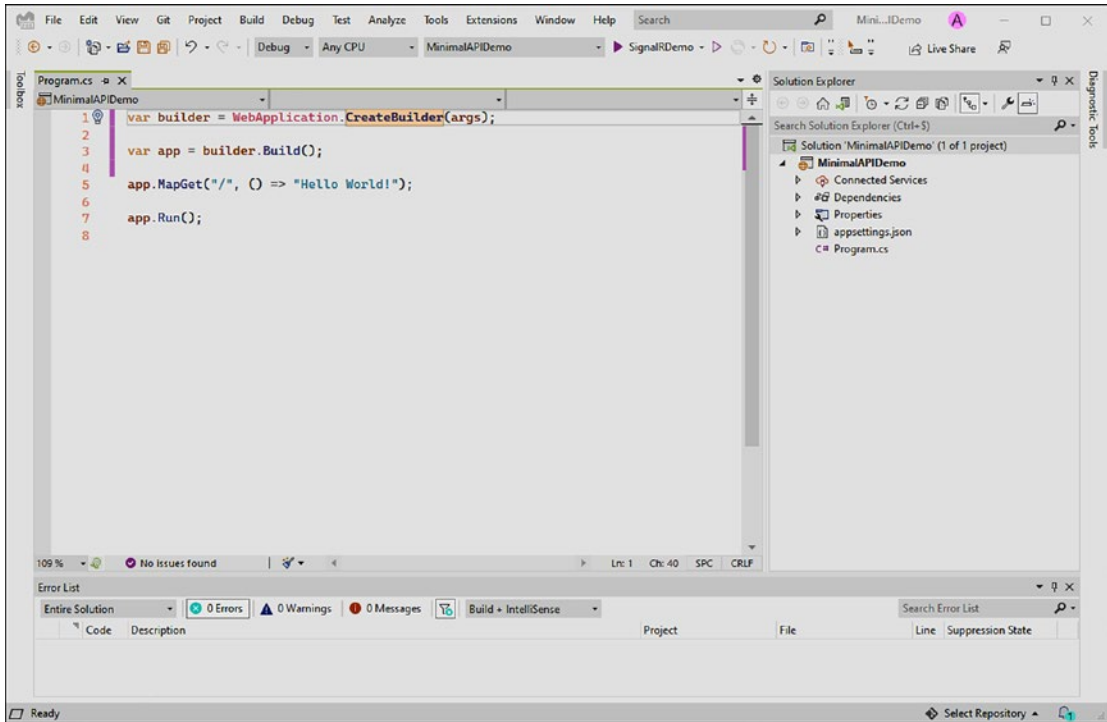 File Edit View Git Project Build Debug Test Analyze Tools Extensions Window Help Search Mini...IDemo A
Debug Any CPU MinimalAPIDemo SignalRDemo Live Share
Toolbox
Program.cs
MinimalAPIDemo
1 var builder = WebApplication.CreateBuilder(args);
2
3 var app = builder.Build();
4
5 app.MapGet("/", () => "Hello World!");
6
7 app.Run();
8
109 % No issues found Ln: 1 Ch: 40 SPC CRLF
Solution Explorer
Search Solution Explorer (Ctrl+$)
Solution 'MinimalAPIDemo' (1 of 1 project)
MinimalAPIDemo
Connected Services
Dependencies
Properties
appsettings.json
C# Program.cs
Diagnostic Tools
Error List
Entire Solution 0 Errors 0 Warnings 0 Messages Build + IntelliSense Search Error List
Code Description Project File Line Suppression State
Ready Select Repository 1